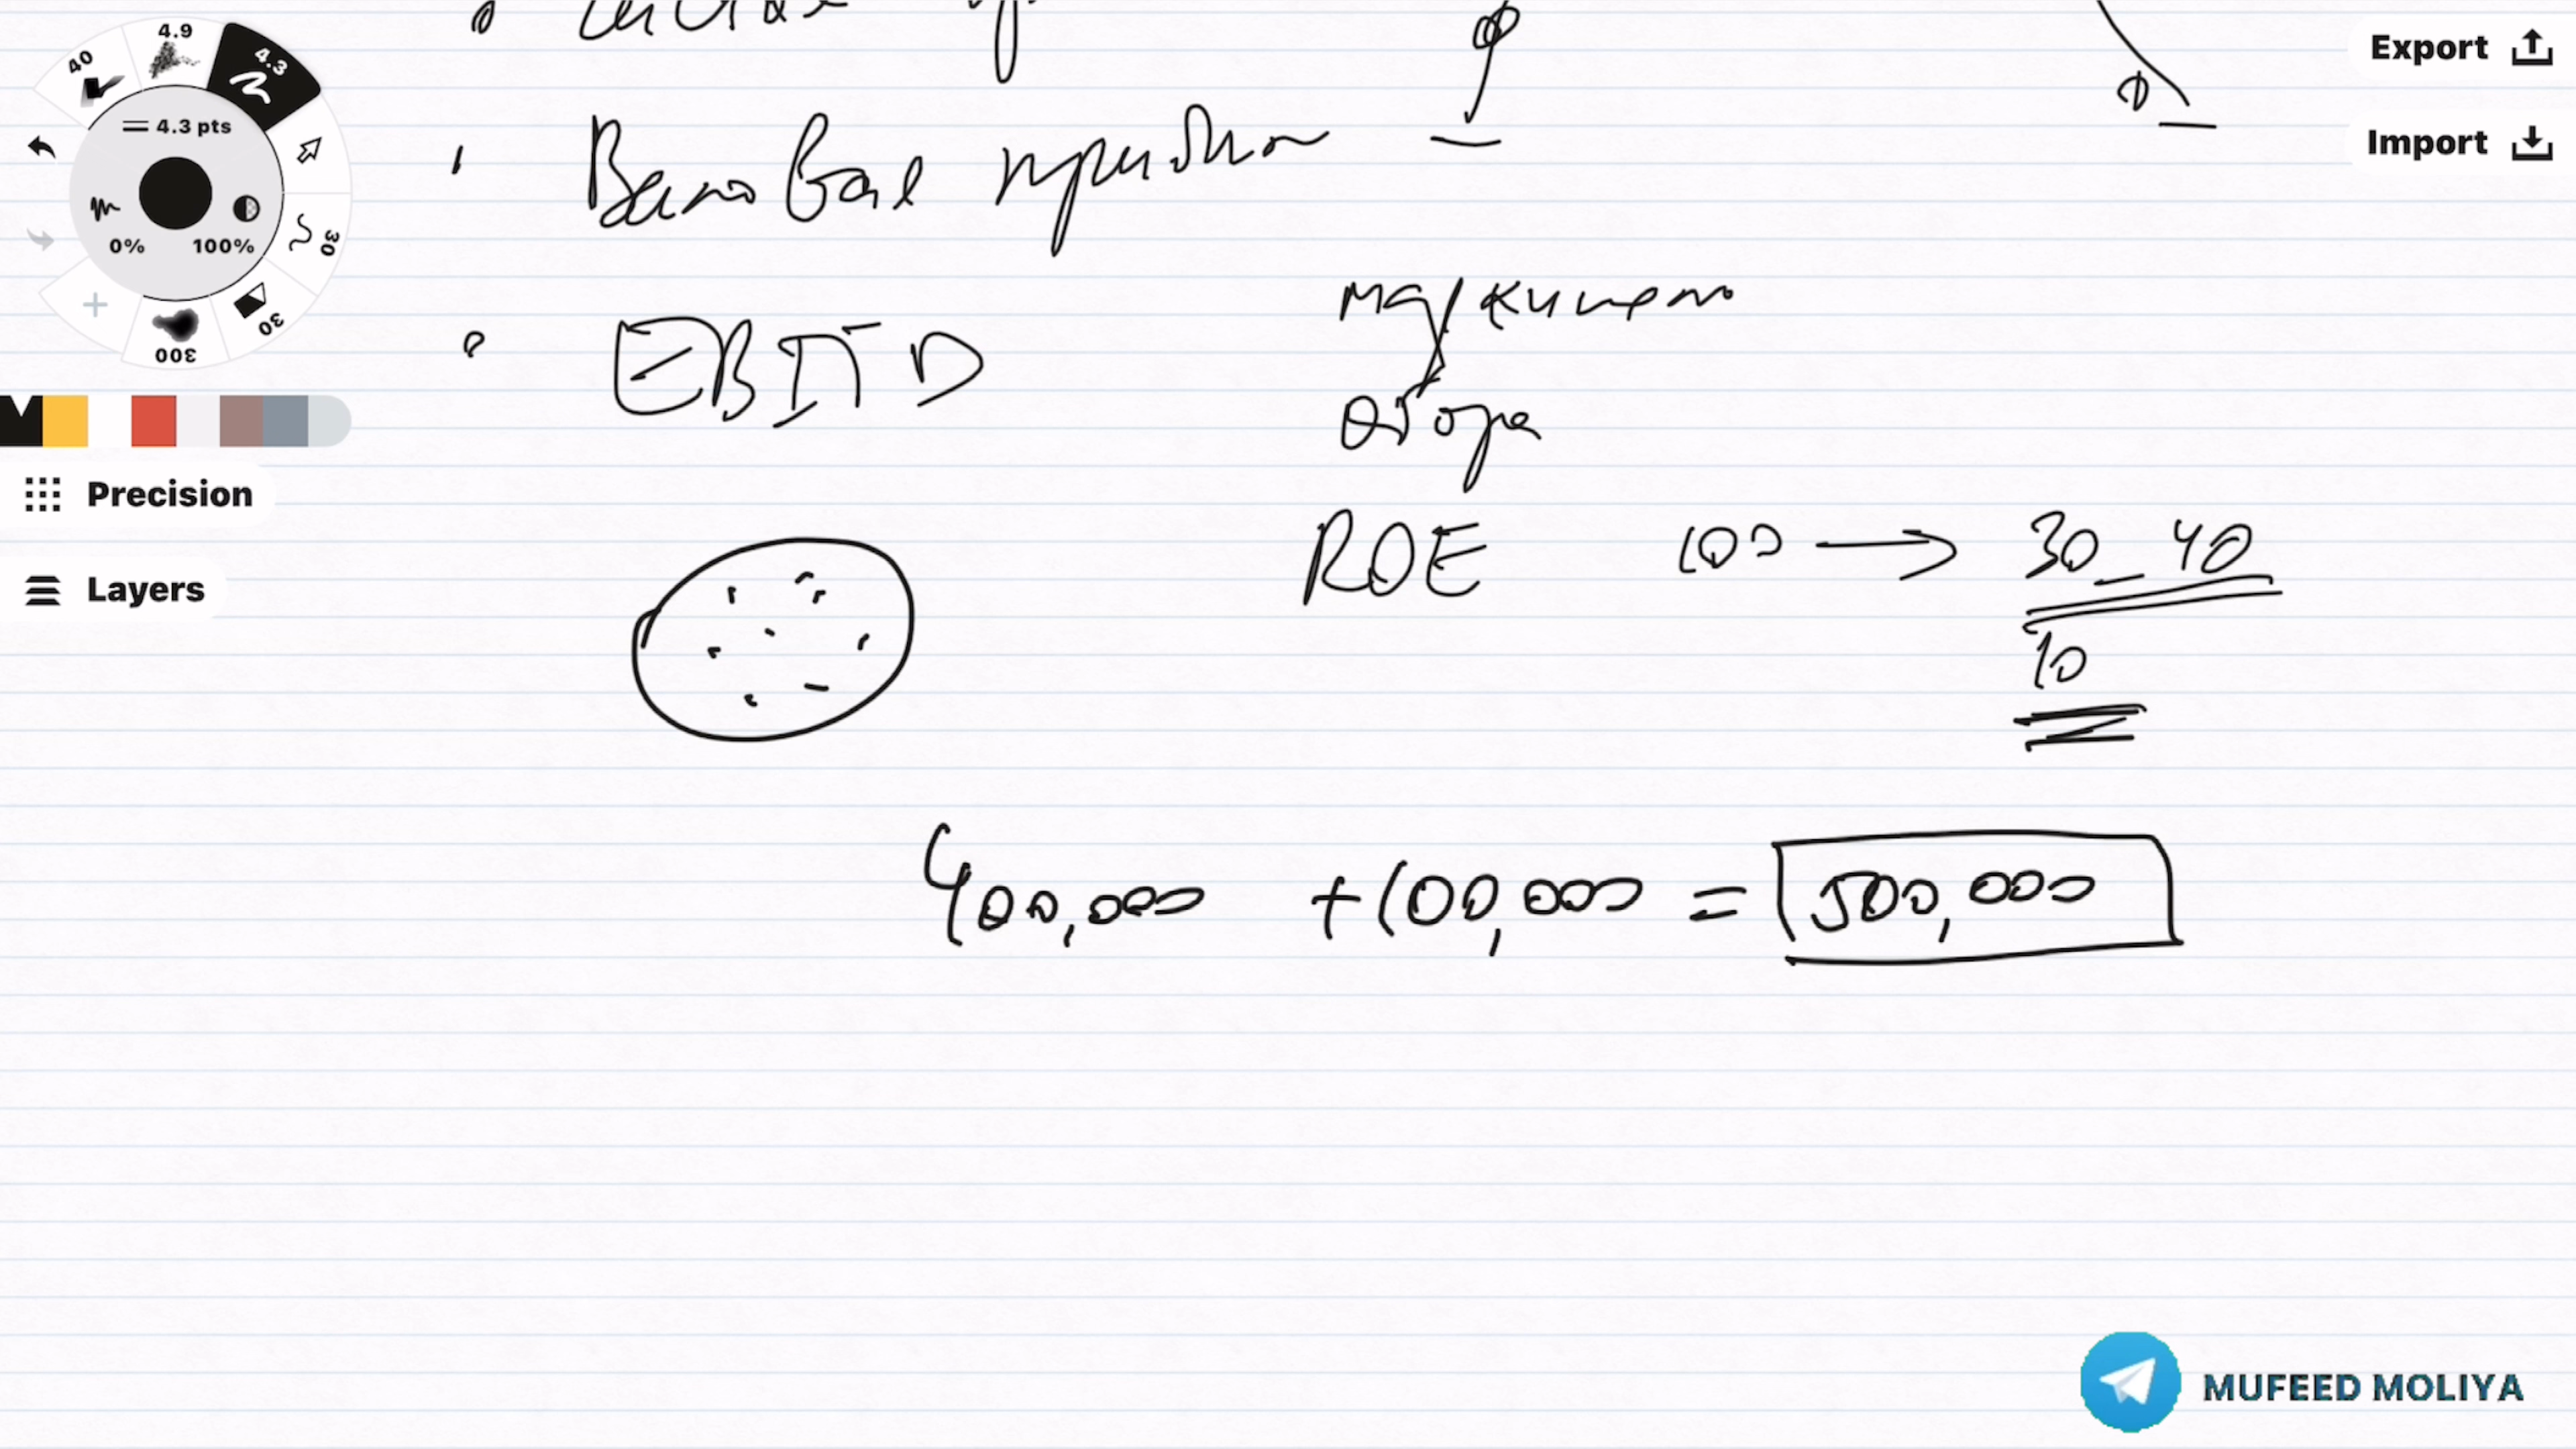 4.9
40
4.3
4.3 pts
0%
100%
30
30
300
Export
Import
Precision
Layers
Валовая прибыль
EBITD
Маркетинг
Ф
ROE 100 → 30_40
10
400,000 +100,000 = 500,000
MUFEED MOLIYA